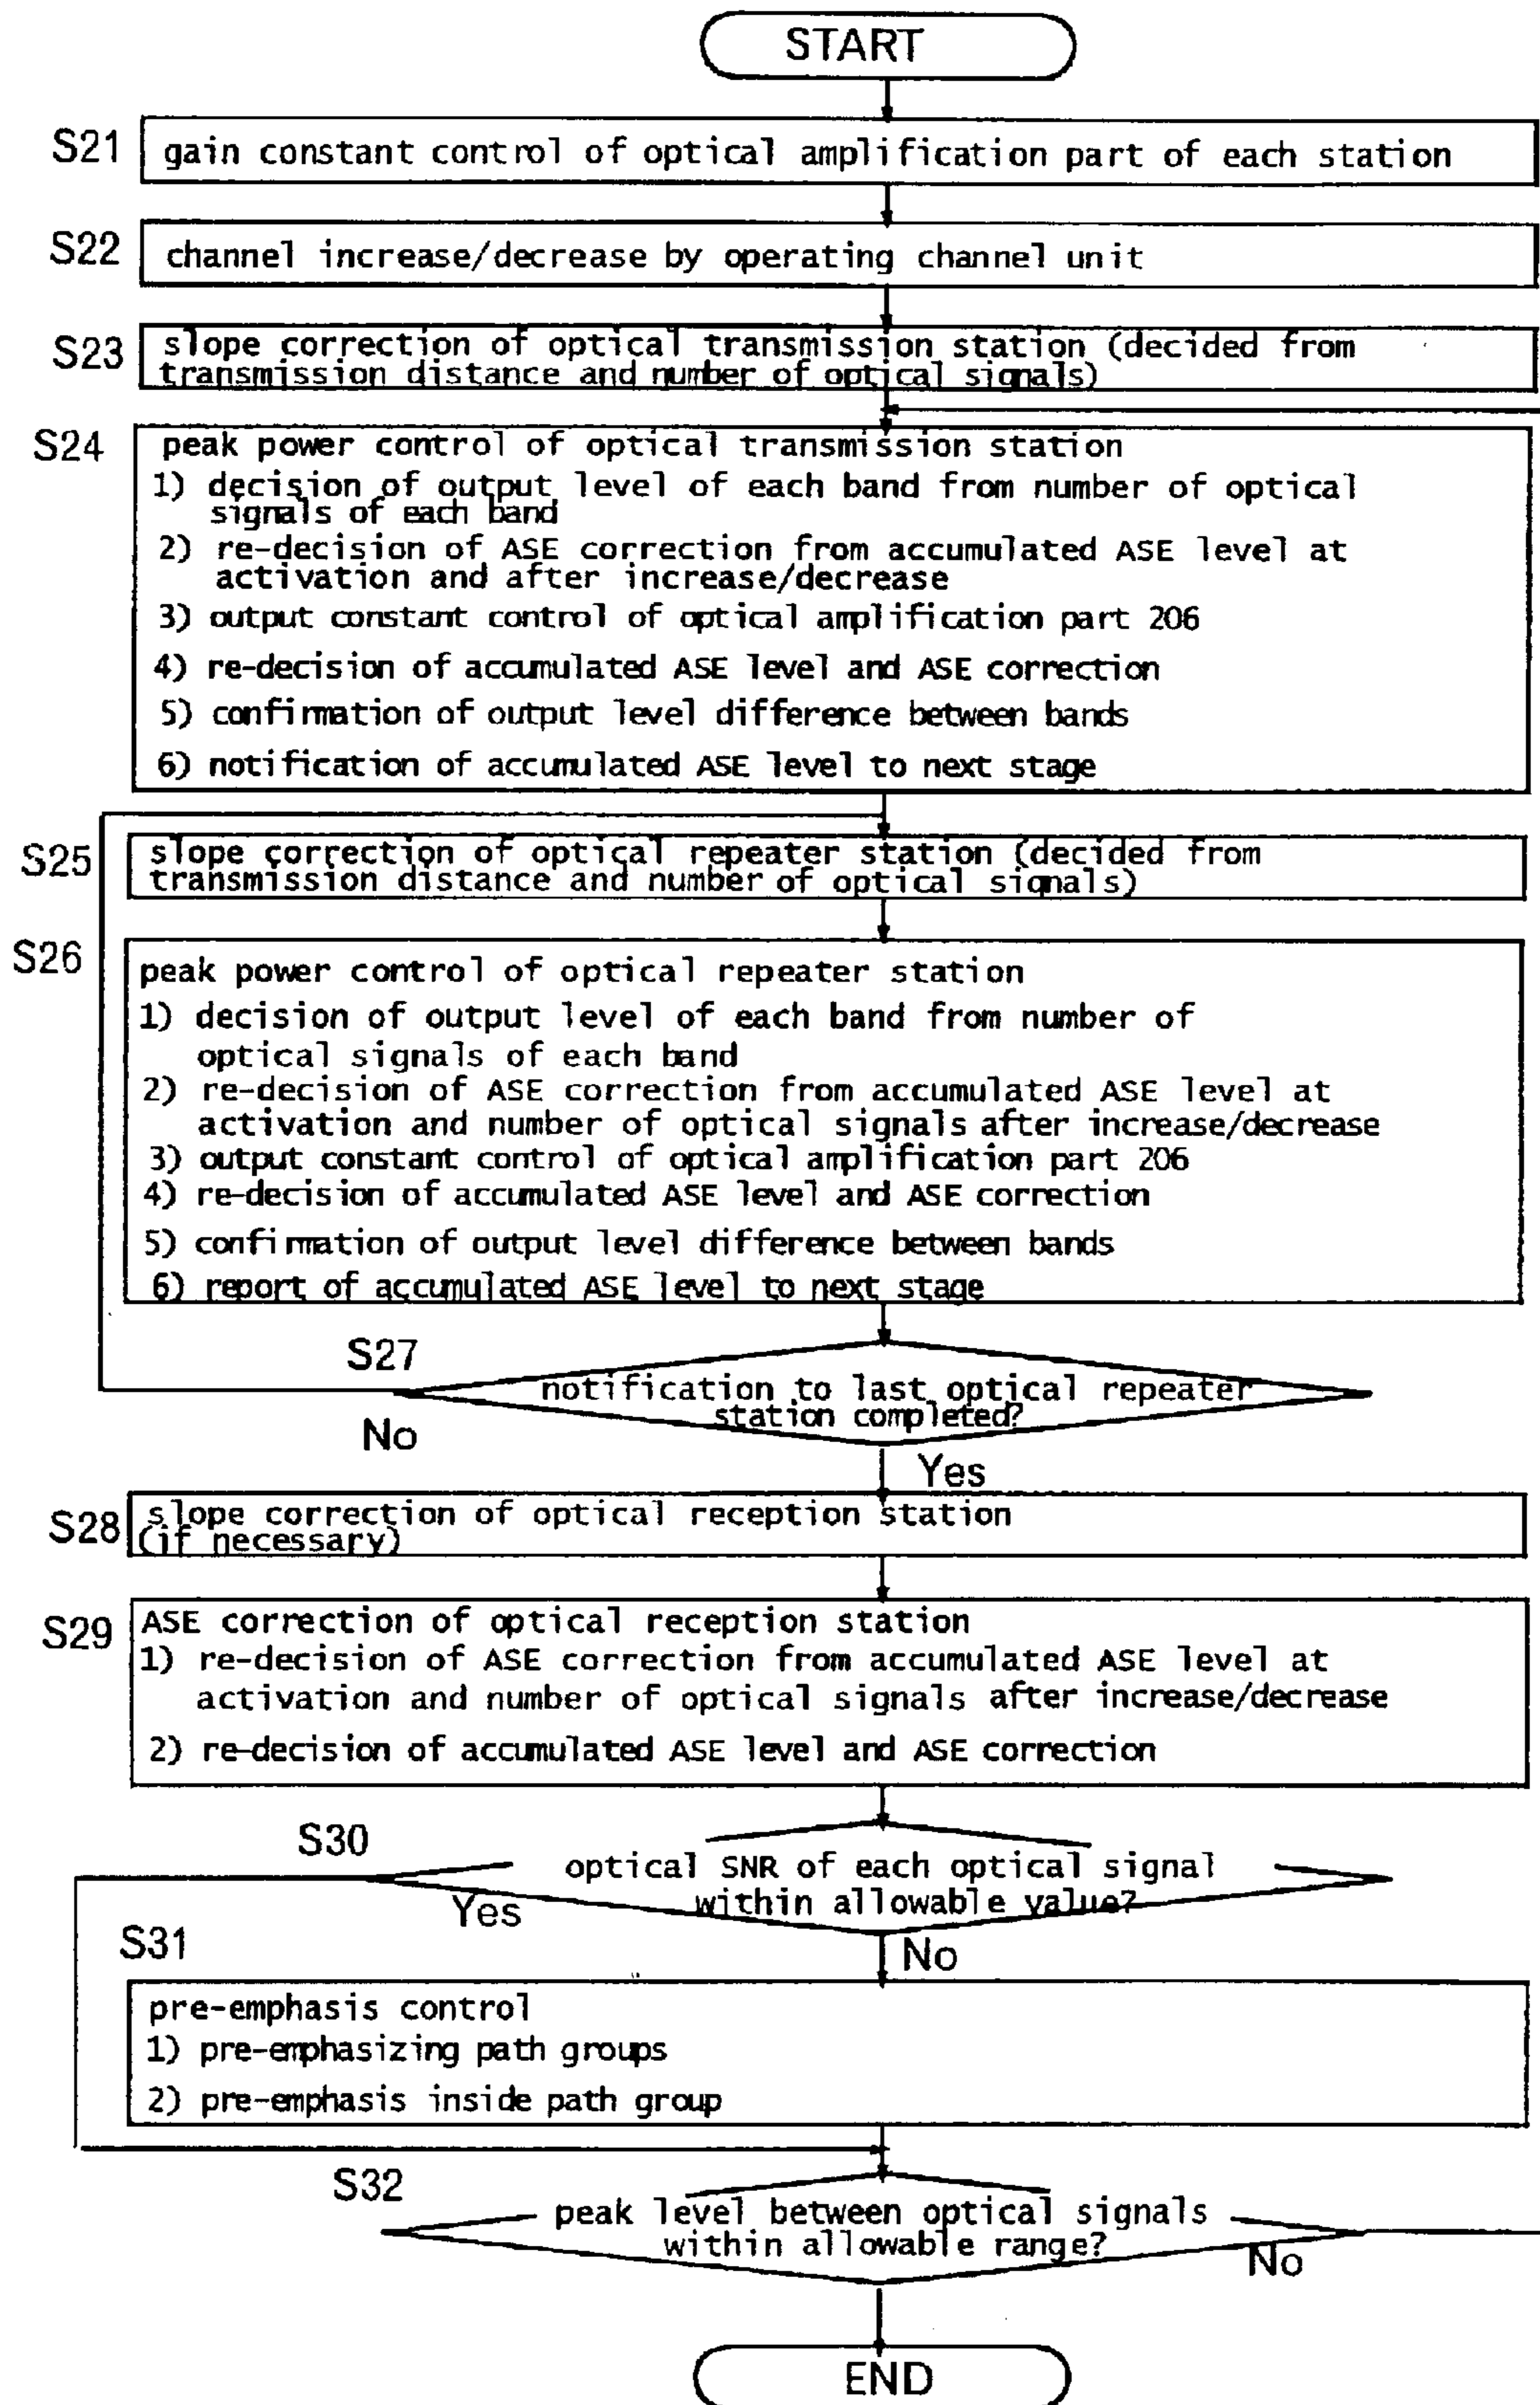 START
S21
gain constant control of optical amplification part of each station
S22
channel increase/decrease by operating channel unit
S23
slope correction of optical transmission station (decided from
transmission distance and number of optical signals)
S24
peak power control of optical transmission station
1) decision of output level of each band from number of optical
signals of each band
2) re-decision of ASE correction from accumulated ASE level at
activation and after increase/decrease
3) output constant control of optical amplification part 206
4) re-decision of accumulated ASE level and ASE correction
5) confirmation of output level difference between bands
6) notification of accumulated ASE level to next stage
S25
slope correction of optical repeater station (decided from
transmission distance and number of optical signals)
S26
peak power control of optical repeater station
1) decision of output level of each band from number of
optical signals of each band
2) re-decision of ASE correction from accumulated ASE level at
activation and number of optical signals after increase/decrease
3) output constant control of optical amplification part 206
4) re-decision of accumulated ASE level and ASE correction
5) confirmation of output level difference between bands
6) report of accumulated ASE level to next stage
S27
notification to last optical repeater
station completed?
No
Yes
S28
slope correction of optical reception station
(if necessary)
S29
ASE correction of optical reception station
1) re-decision of ASE correction from accumulated ASE level at
activation and number of optical signals after increase/decrease
2) re-decision of accumulated ASE level and ASE correction
S30
optical SNR of each optical signal
within allowable value?
Yes
No
S31
pre-emphasis control
1) pre-emphasizing path groups
2) pre-emphasis inside path group
S32
peak level between optical signals
within allowable range?
No
END